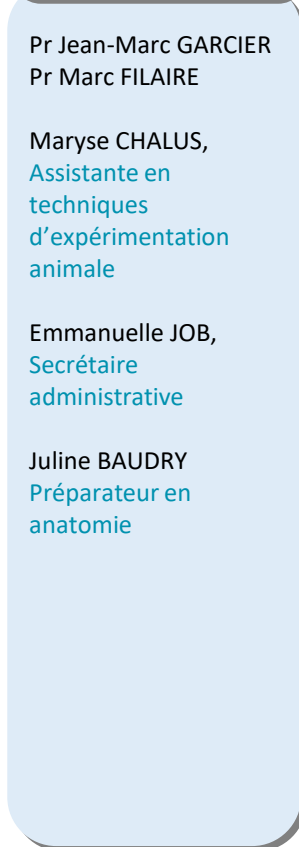 Pr Jean-Marc GARCIER
Pr Marc FILAIRE
Maryse CHALUS,
Assistante en
techniques
d’expérimentation
animale
Emmanuelle JOB,
Secrétaire
administrative
Juline BAUDRY
Préparateur en
anatomie